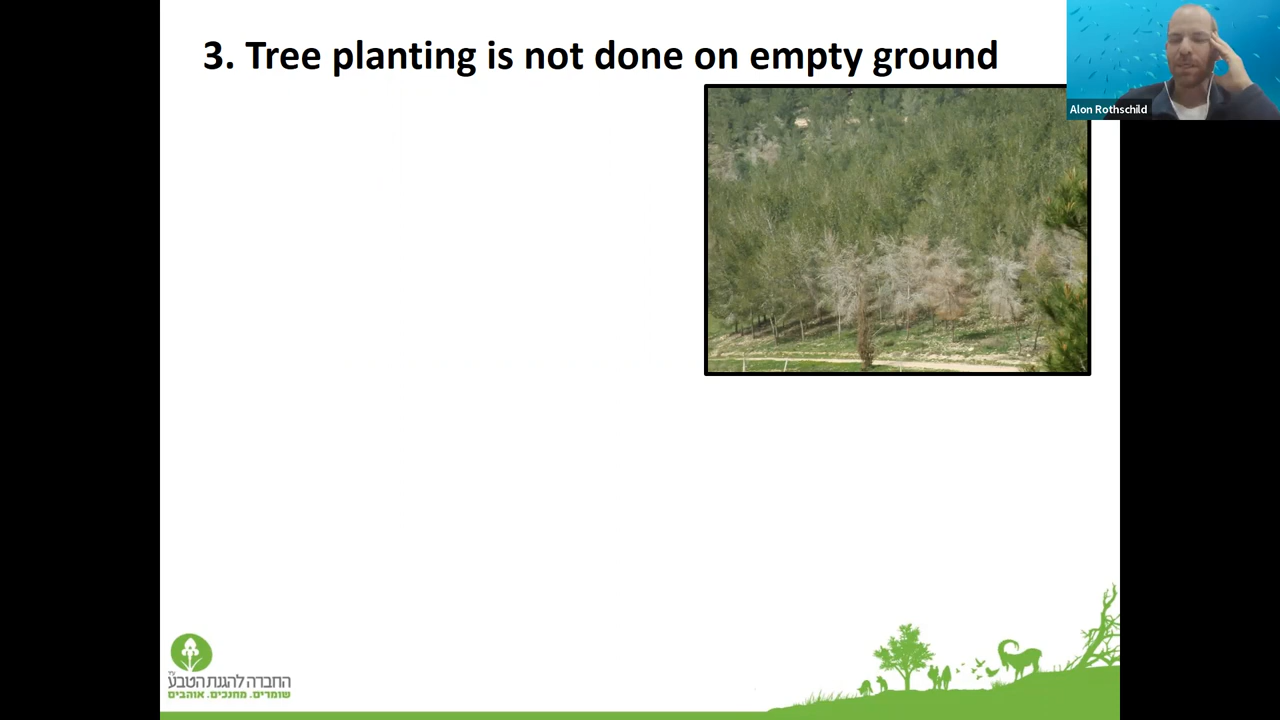 3. Tree planting is not done on empty ground
Alon Rothschild
החברה להגנת הטבע
שומרים. מחנכים. אוהבים.